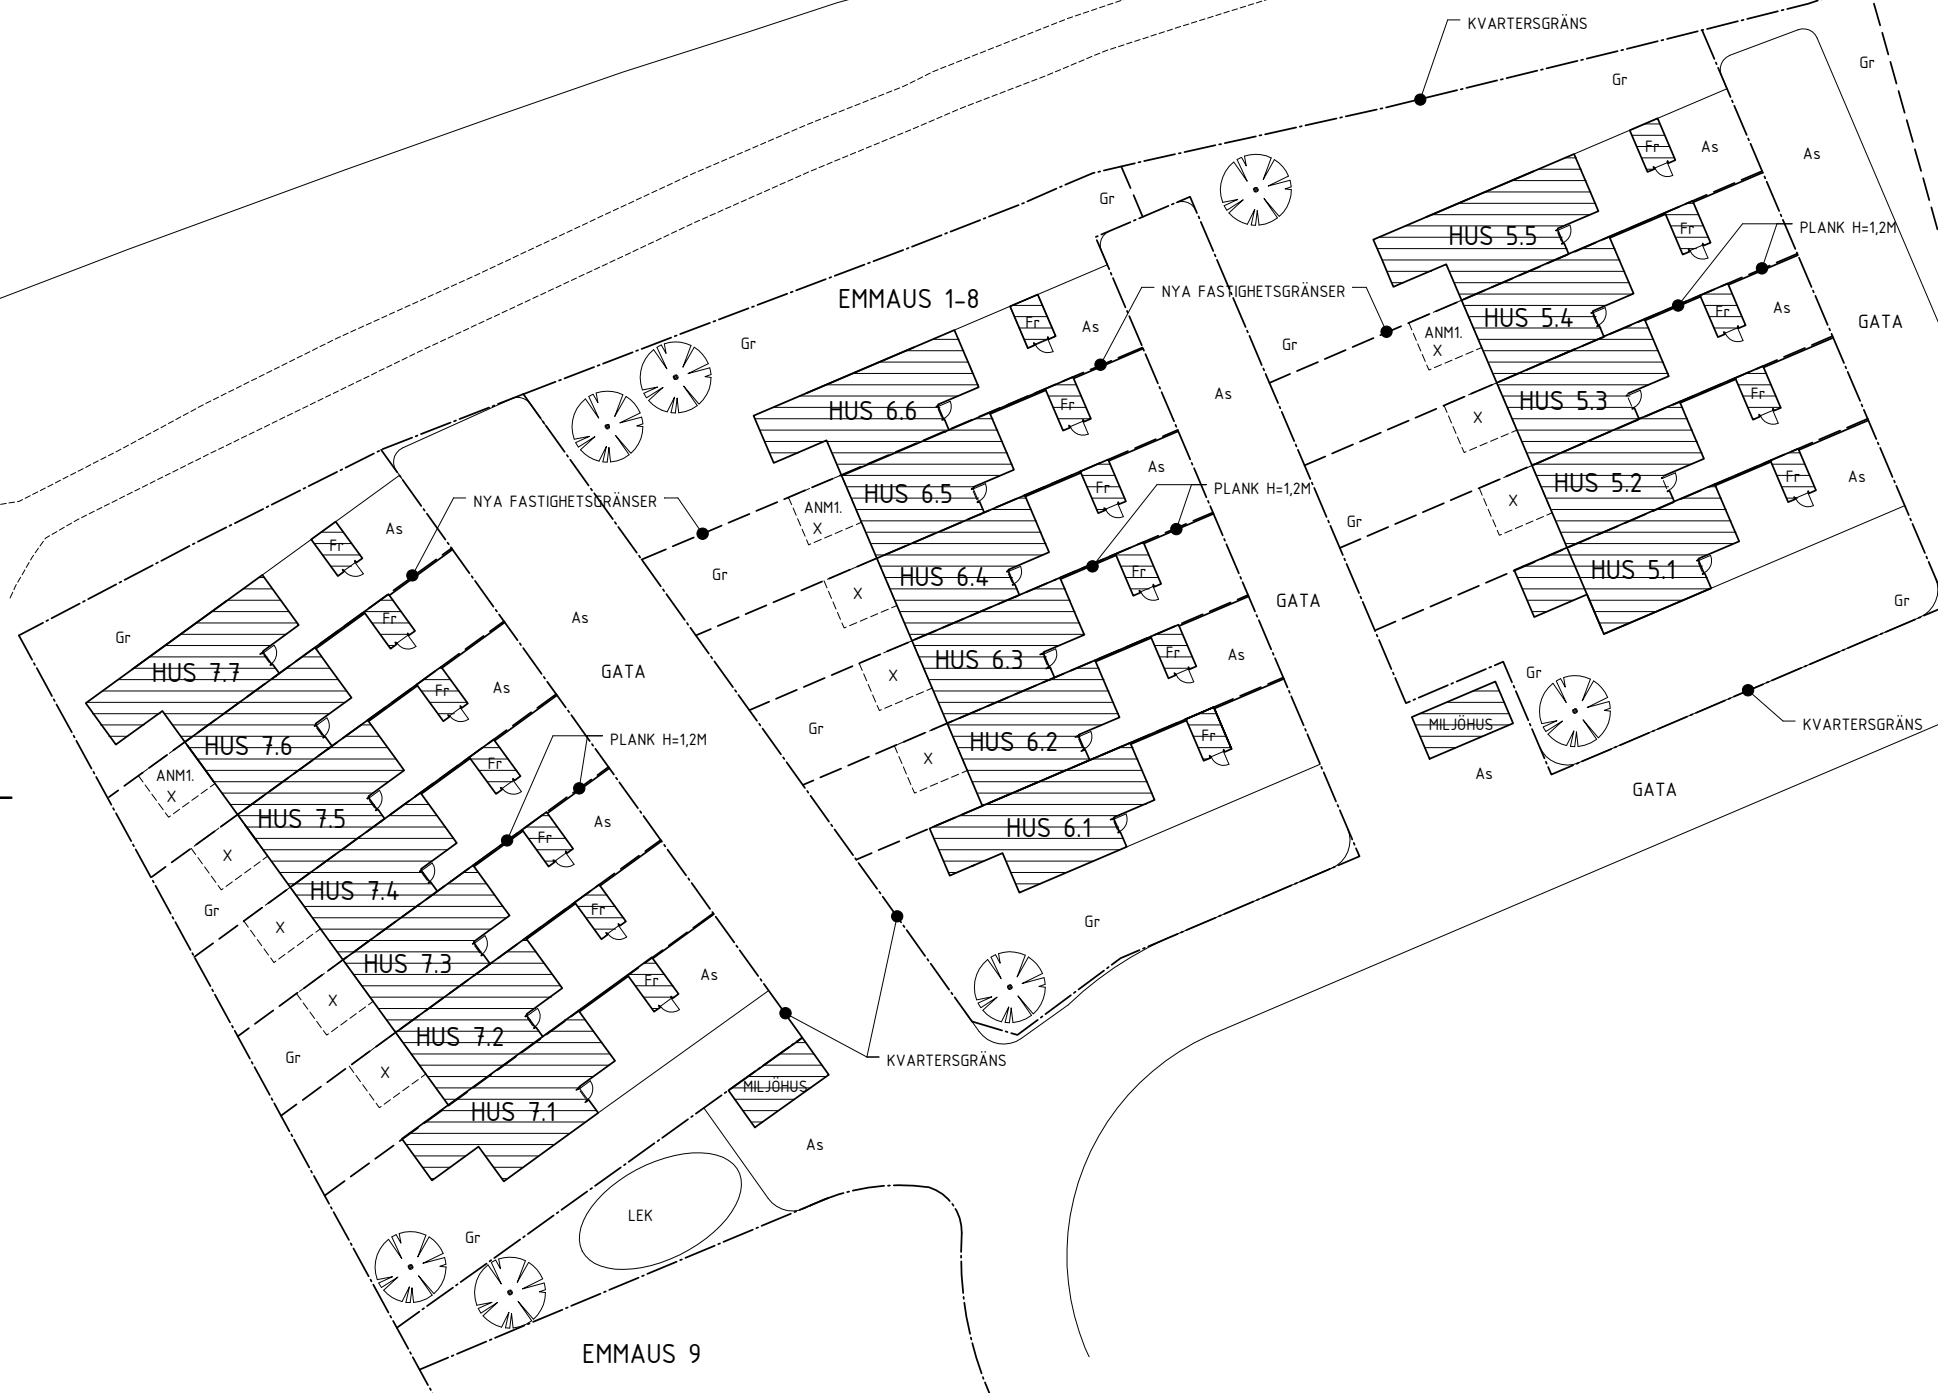 KVARTERSGRÄNS
Gr
Gr
Fr
As
As
Gr
HUS 5.5
Fr
PLANK H=1,2M
EMMAUS 1-8
NYA FASTIGHETSGRÄNSER
Fr
As
HUS 5.4
Fr
As
GATA
Gr
Gr
ANM1.
X
As
Fr
HUS 5.3
Fr
HUS 6.6
X
As
Fr
HUS 5.2
As
Fr
HUS 6.5
NYA FASTIGHETSGRÄNSER
PLANK H=1,2M
ANM1.
X
X
Gr
As
Fr
HUS 5.1
Gr
Fr
Gr
HUS 6.4
X
GATA
Fr
As
Gr
Fr
HUS 6.3
As
GATA
HUS 7.7
X
Fr
As
Gr
MILJÖHUS
KVARTERSGRÄNS
Gr
HUS 6.2
Fr
PLANK H=1,2M
HUS 7.6
X
Fr
As
GATA
ANM1.
X
HUS 7.5
As
HUS 6.1
Fr
X
HUS 7.4
Fr
Gr
Gr
X
HUS 7.3
As
Fr
X
HUS 7.2
Gr
KVARTERSGRÄNS
X
MILJÖHUS
HUS 7.1
As
LEK
Gr
EMMAUS 9